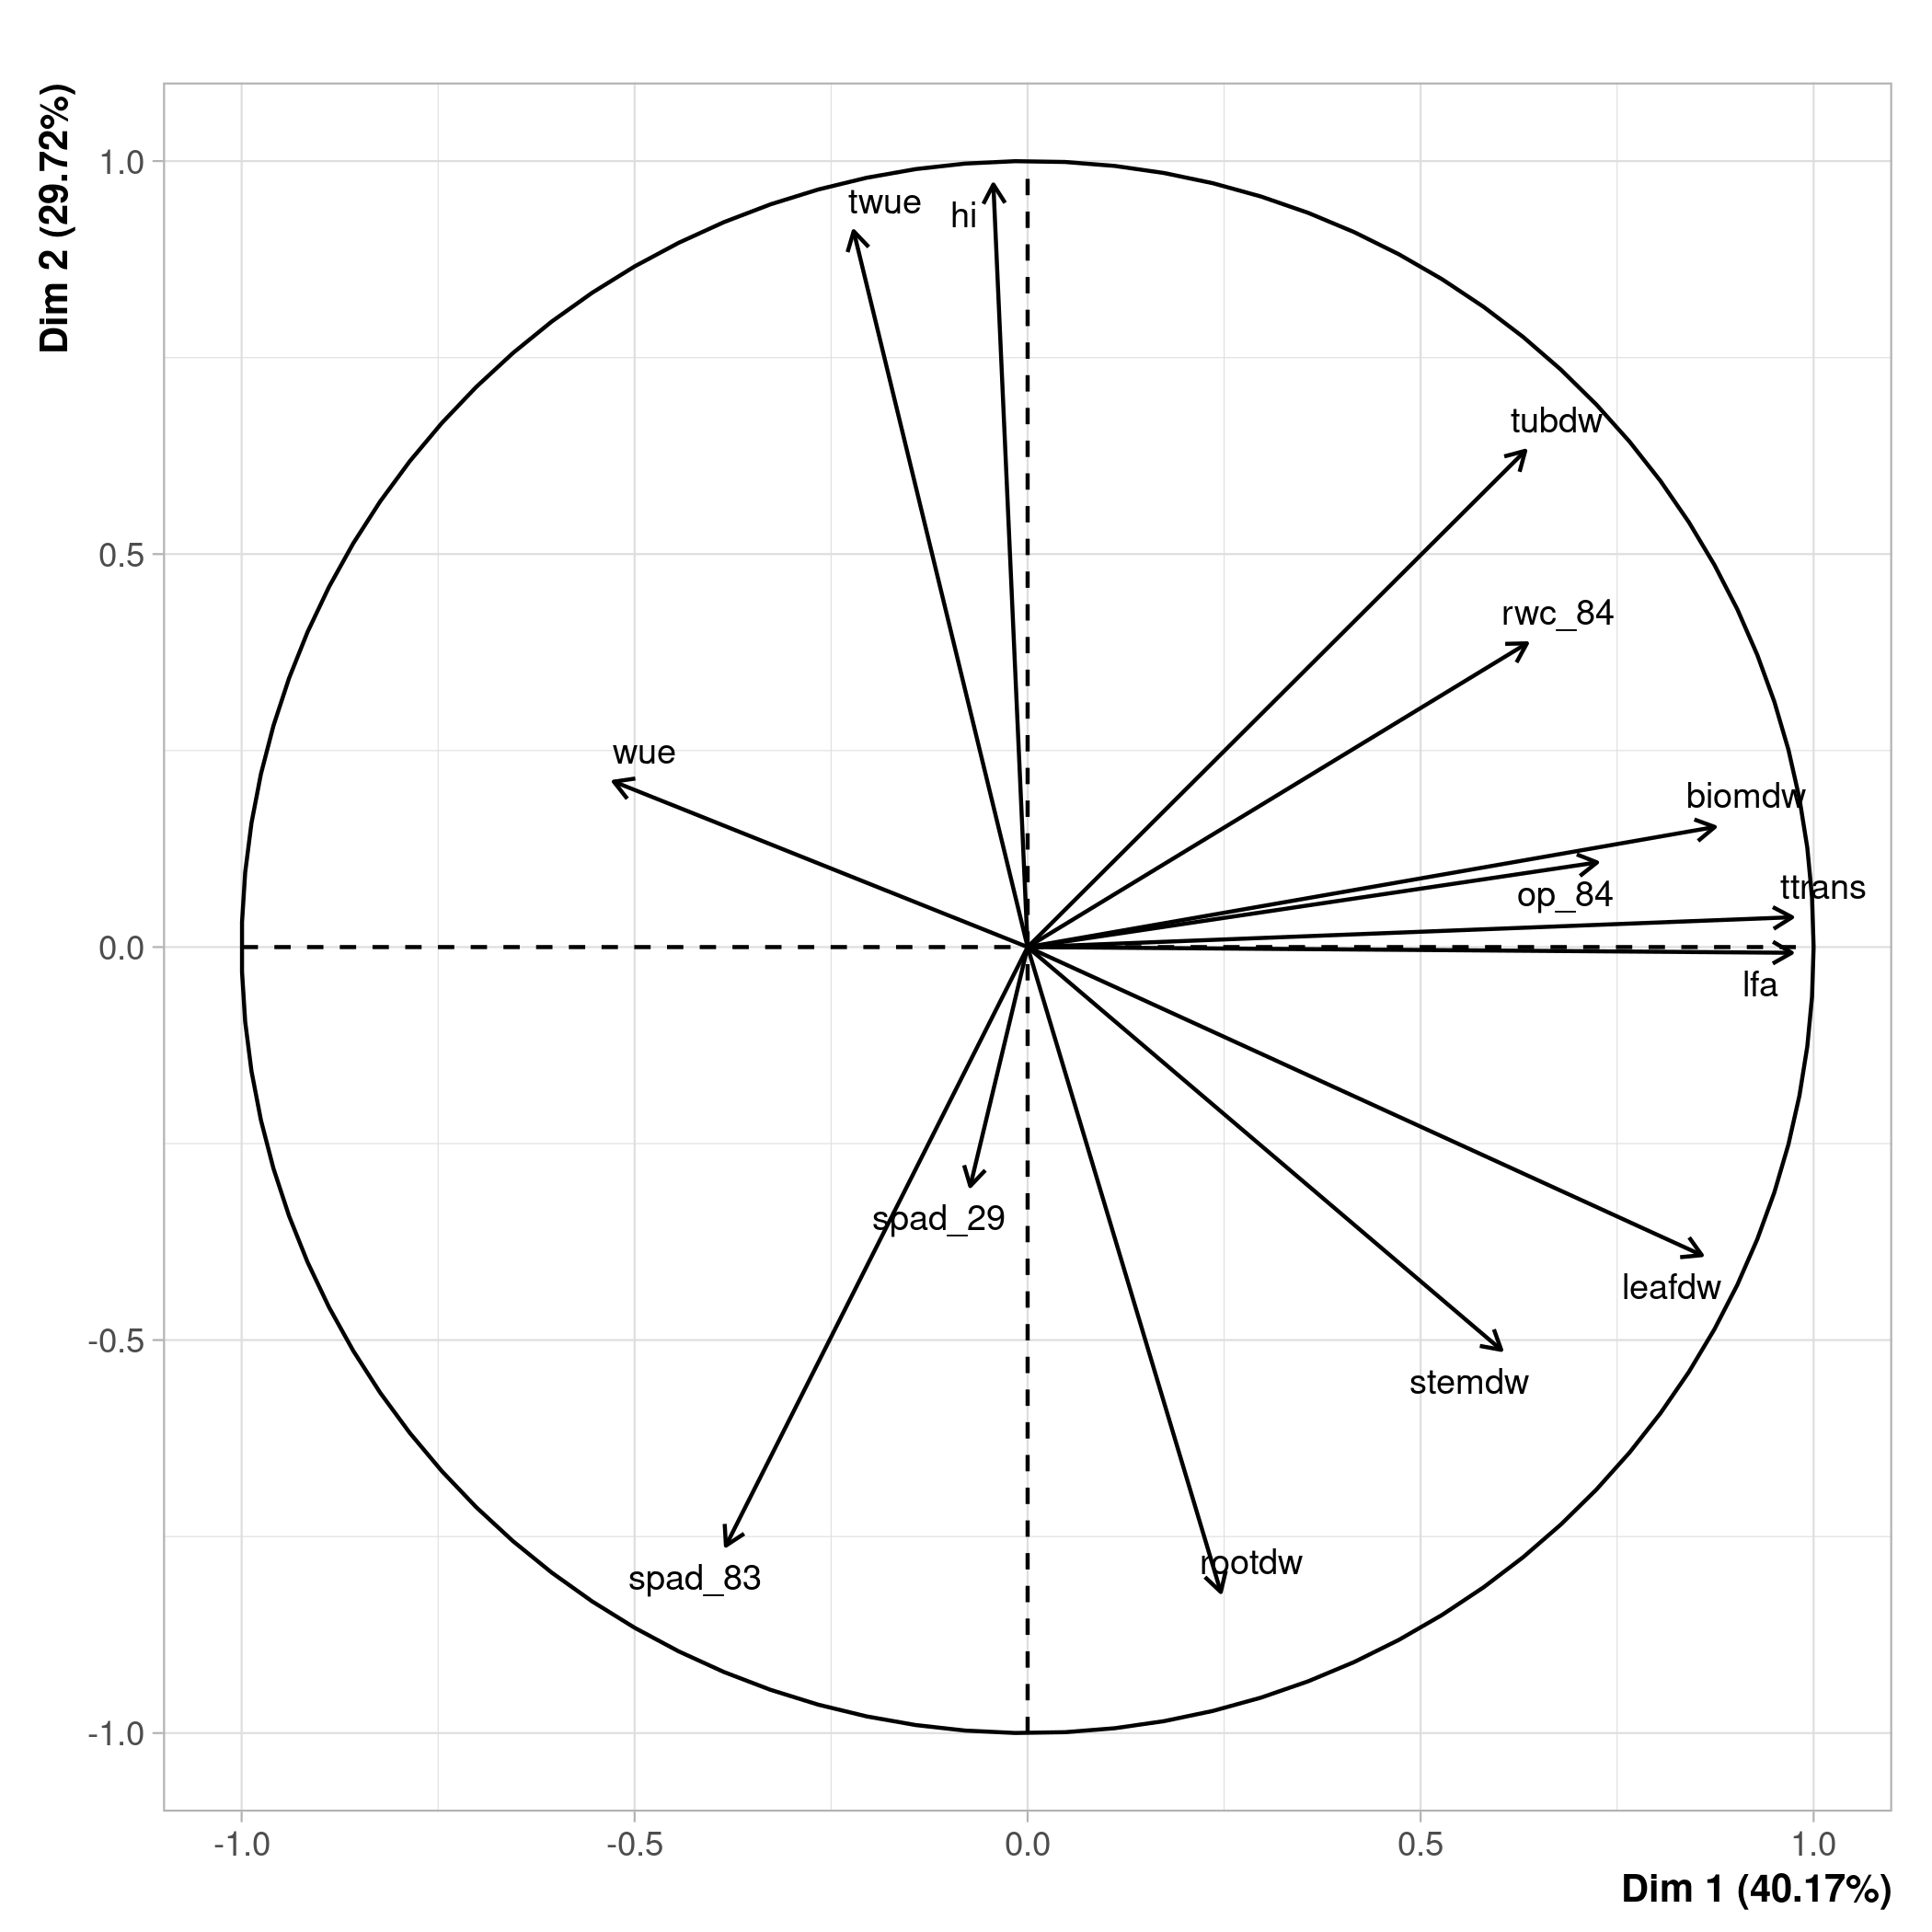 Dim 2 (29.72%)
1.0
0.5
0.0
-0.5
-1.0
twue
hi
tubdw
rwc_84
wue
biomdw
op_84
ttrans
lfa
spad_29
leafdw
stemdw
rootdw
spad_83
-1.0
-0.5
0.0
0.5
1.0
Dim 1 (40.17%)